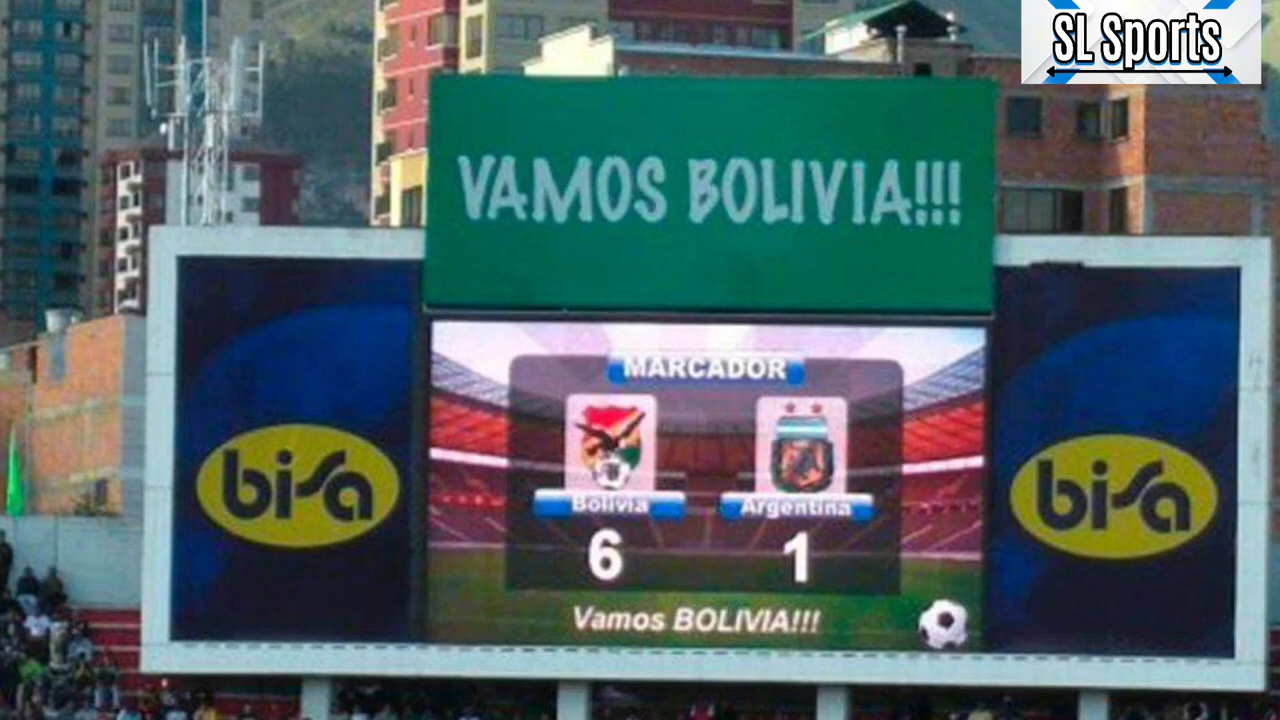 SL Sports
VAMOS BOLIVIA!!!
MARCADOR
Bolivia
Argentina
6
1
Vamos BOLIVIA!!!
bisa
bisa